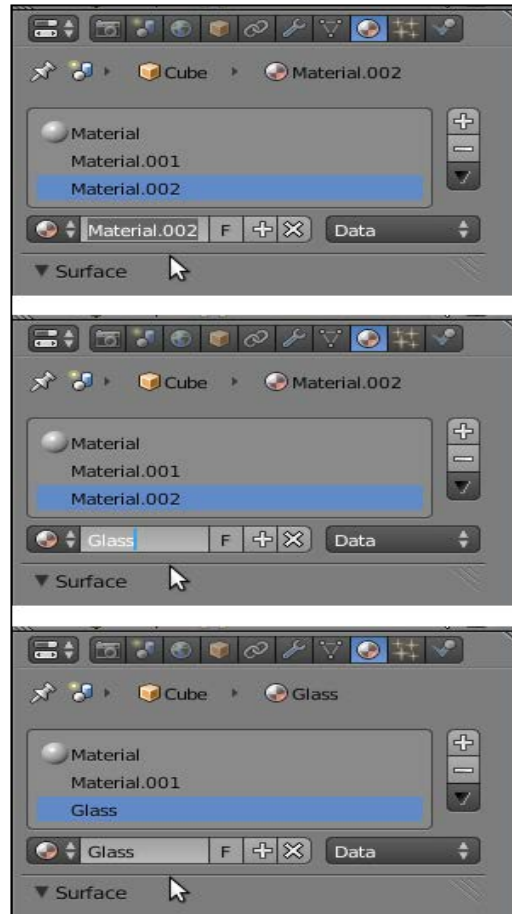 Cube Material.002
Material
Material.001
Material.002
Material.002 F Data
Surface
Cube Material.002
Material
Material.001
Material.002
Glass F Data
Surface
Cube Glass
Material
Material.001
Glass
Glass F Data
Surface